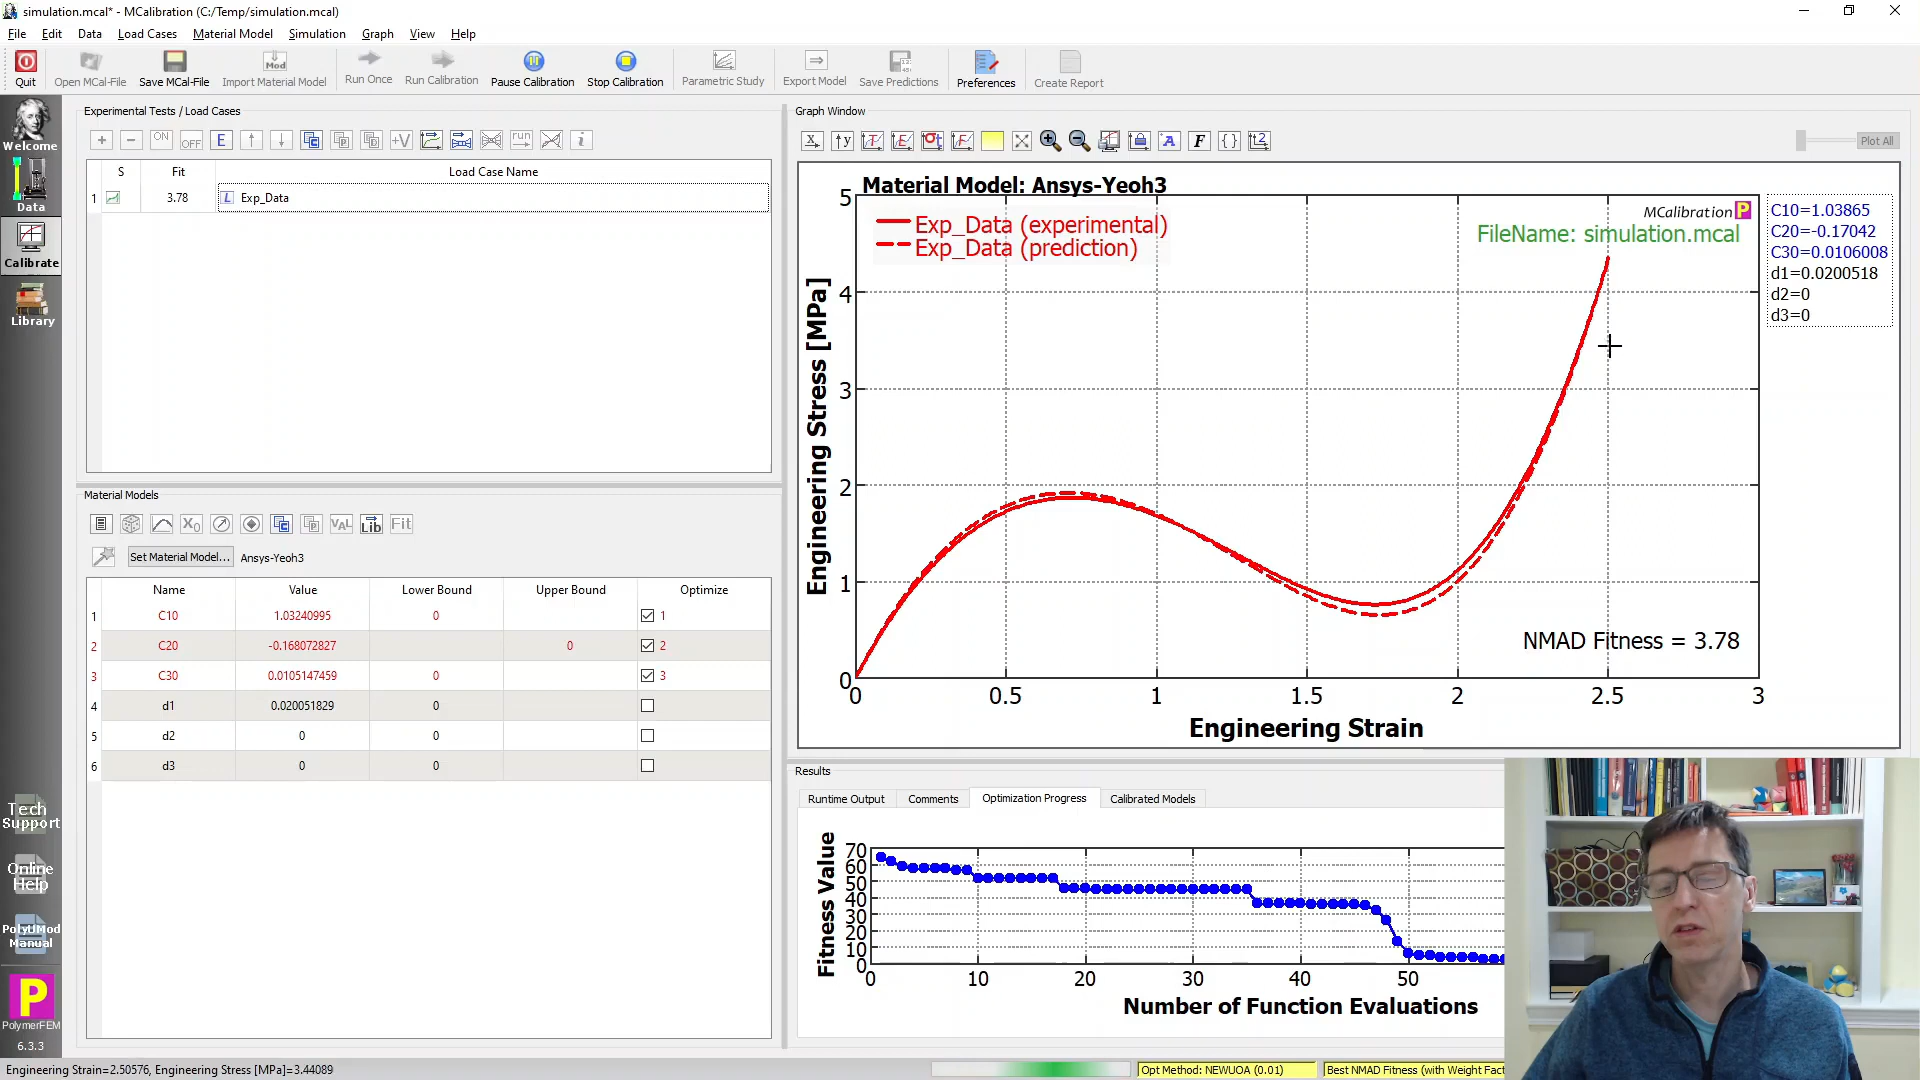 simulation.mcal* - MCalibration (C:/Temp/simulation.mcal)
File Edit Data Load Cases Material Model Simulation Graph View Help
Quit Open MCal-File Save MCal-File Import Material Model Run Once Run Calibration Pause Calibration Stop Calibration Parametric Study Export Model Save Predictions Preferences Create Report
Welcome
Data
Calibrate
Library
Tech Support
Online Help
PolyUMod Manual
P
PolymerFEM
6.3.3
Experimental Tests / Load Cases
ON OFF E +V run i
S Fit Load Case Name
1 3.78 L Exp_Data
Material Models
X0 VAL Lib Fit
Set Material Model... Ansys-Yeoh3
Name Value Lower Bound Upper Bound Optimize
1 C10 1.03240995 0 1
2 C20 -0.168072827 0 2
3 C30 0.0105147459 0 3
4 d1 0.020051829 0
5 d2 0 0
6 d3 0 0
Graph Window
Plot All
Material Model: Ansys-Yeoh3
Exp_Data (experimental)
Exp_Data (prediction)
MCalibration P
FileName: simulation.mcal
C10=1.03865
C20=-0.17042
C30=0.0106008
d1=0.0200518
d2=0
d3=0
Engineering Stress [MPa]
5
4
3
2
1
0
NMAD Fitness = 3.78
0 0.5 1 1.5 2 2.5 3
Engineering Strain
Results
Runtime Output Comments Optimization Progress Calibrated Models
Fitness Value
70
60
50
40
30
20
10
0
0 10 20 30 40 50
Number of Function Evaluations
Engineering Strain=2.50576, Engineering Stress [MPa]=3.44089
Opt Method: NEWUOA (0.01)
Best NMAD Fitness (with Weight Fact